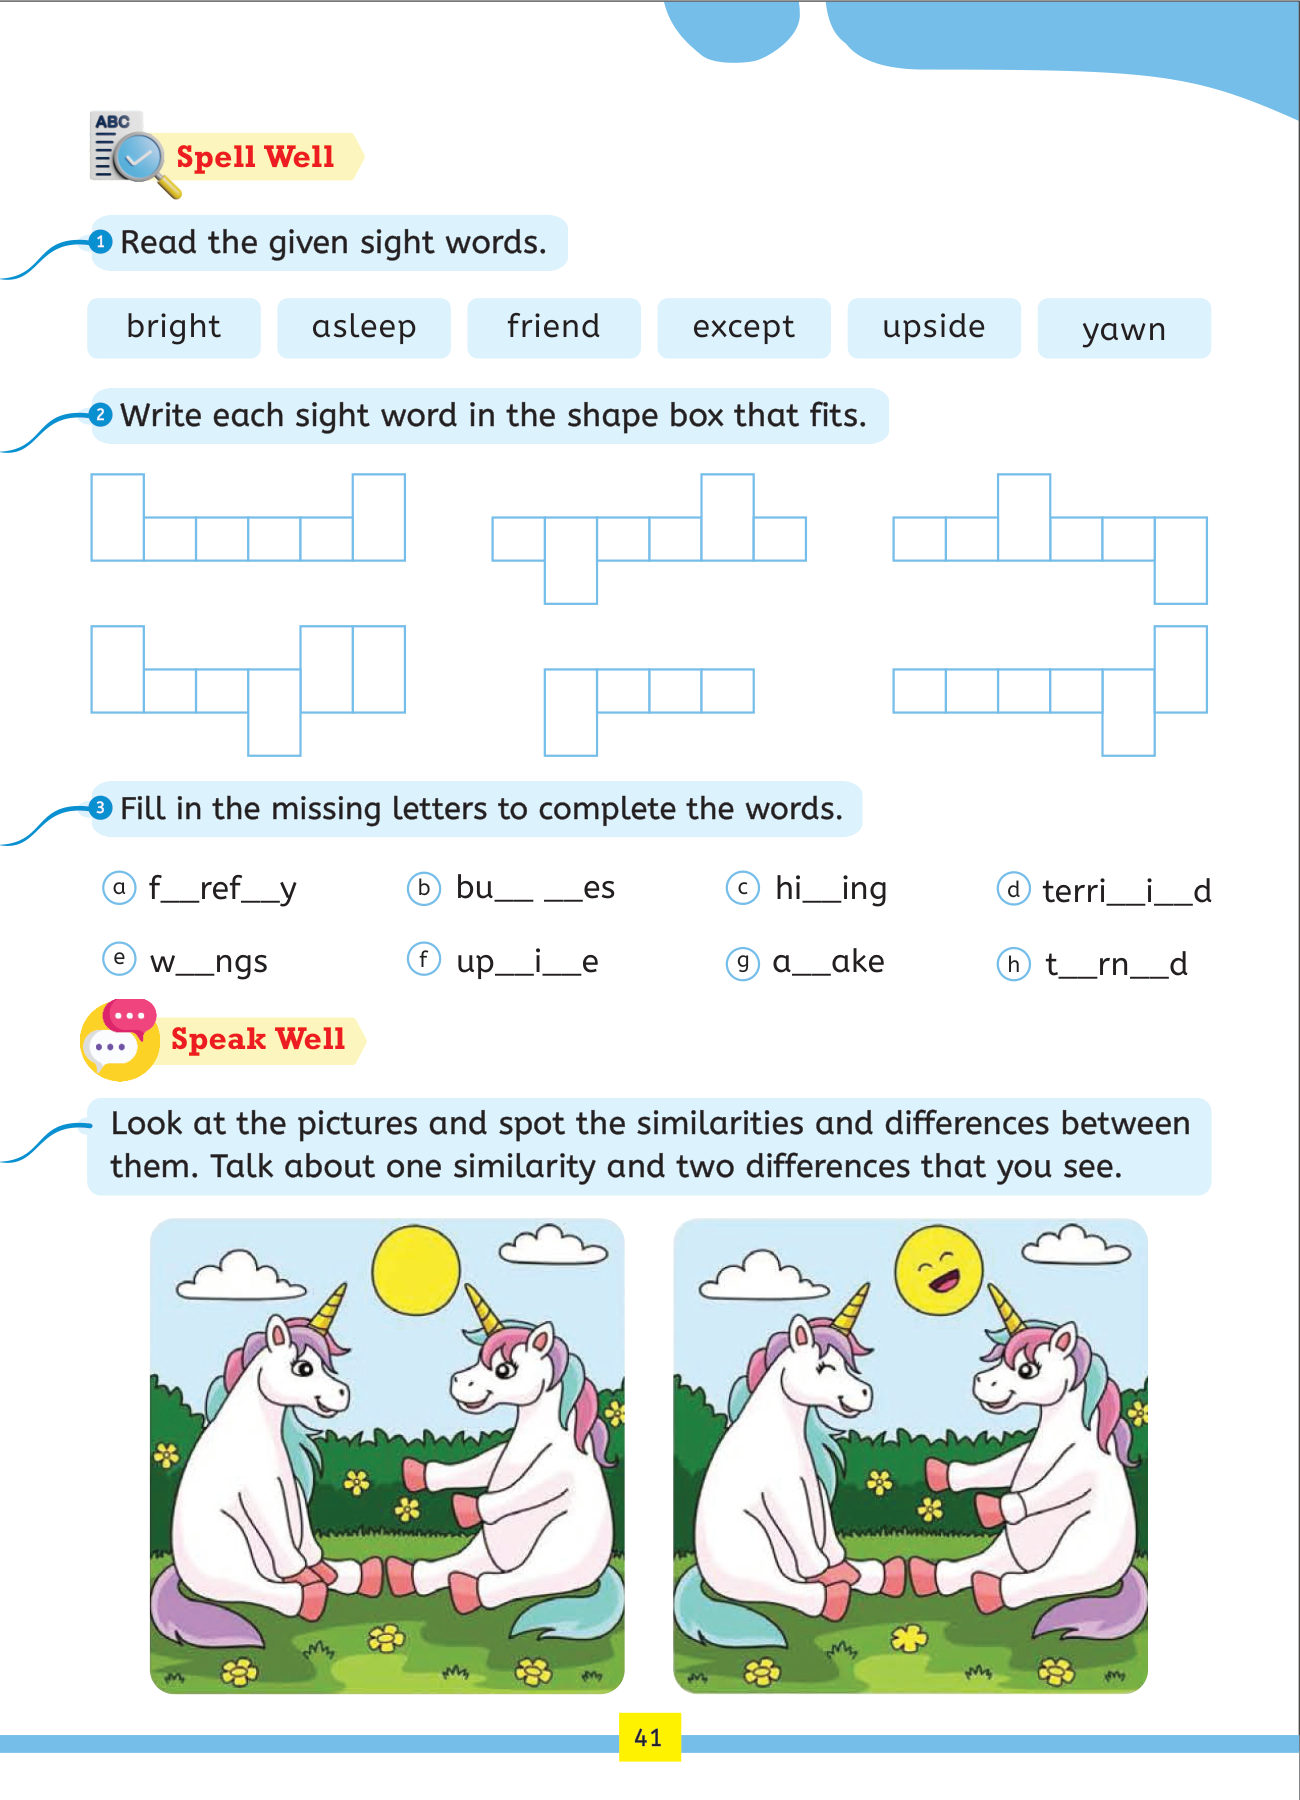 ABC
Spell Well
1 Read the given sight words.
bright asleep friend except upside yawn
2 Write each sight word in the shape box that fits.
3 Fill in the missing letters to complete the words.
a f__ref__y b bu__ __es c hi__ing d terri__i__d
e w__ngs f up__i__e g a__ake h t__rn__d
Speak Well
Look at the pictures and spot the similarities and differences between
them. Talk about one similarity and two differences that you see.
41